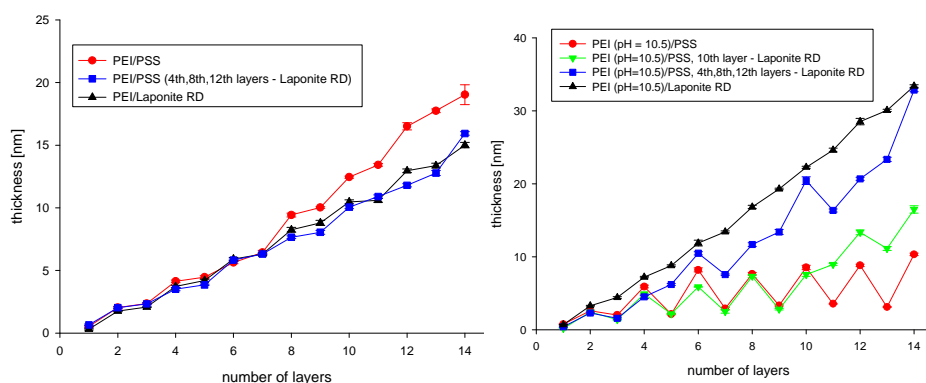 25
20
15
10
5
0
thickness [nm]
PEI/PSS
PEI/PSS (4th,8th,12th layers - Laponite RD)
PEI/Laponite RD
0 2 4 6 8 10 12 14
number of layers
40
30
20
10
0
thickness [nm]
PEI (pH = 10.5)/PSS
PEI (pH=10.5)/PSS, 10th layer - Laponite RD
PEI (pH=10.5)/PSS, 4th,8th,12th layers - Laponite RD
PEI (pH=10.5)/Laponite RD
0 2 4 6 8 10 12 14
number of layers